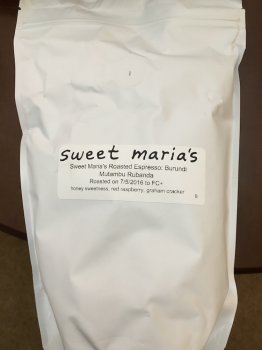 sweet maria's
Sweet Maria's Roasted Espresso: Burundi
Mutambu Rubanda
Roasted on 7/5/2016 to FC+
honey sweetness, red raspberry, graham cracker